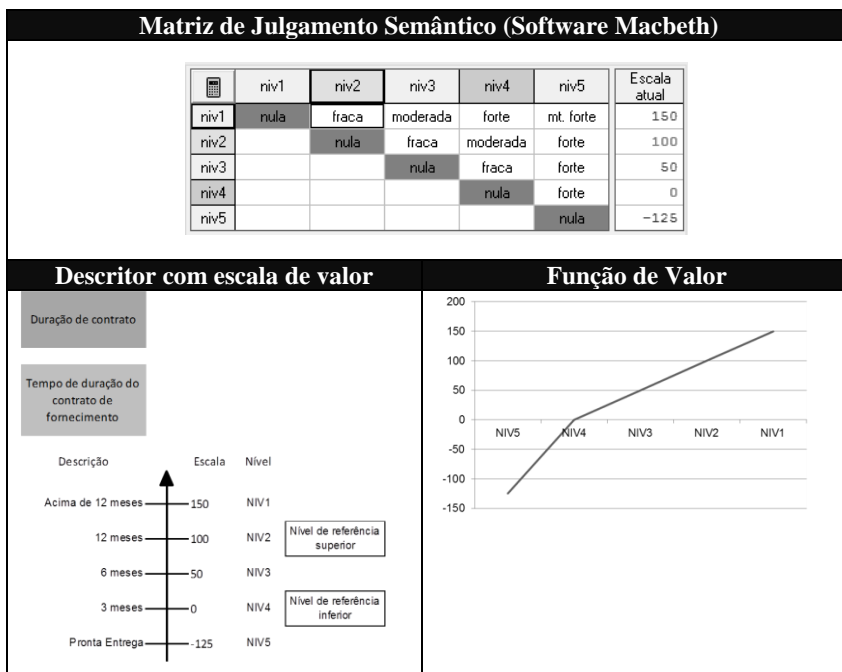 Matriz de Julgamento Semântico (Software Macbeth)
niv1 niv2 niv3 niv4 niv5 Escala
atual
niv1 nula fraca moderada forte mt. forte 150
niv2 nula fraca moderada forte 100
niv3 nula fraca forte 50
niv4 nula forte 0
niv5 nula -125
Descritor com escala de valor
Duração de contrato
Tempo de duração do
contrato de
fornecimento
Descrição Escala Nível
Acima de 12 meses 150 NIV1
12 meses 100 NIV2 Nível de referência
superior
6 meses 50 NIV3
3 meses 0 NIV4 Nível de referência
inferior
Pronta Entrega -125 NIV5
Função de Valor
200
150
100
50
0
-50
-100
-150
NIV5 NIV4 NIV3 NIV2 NIV1